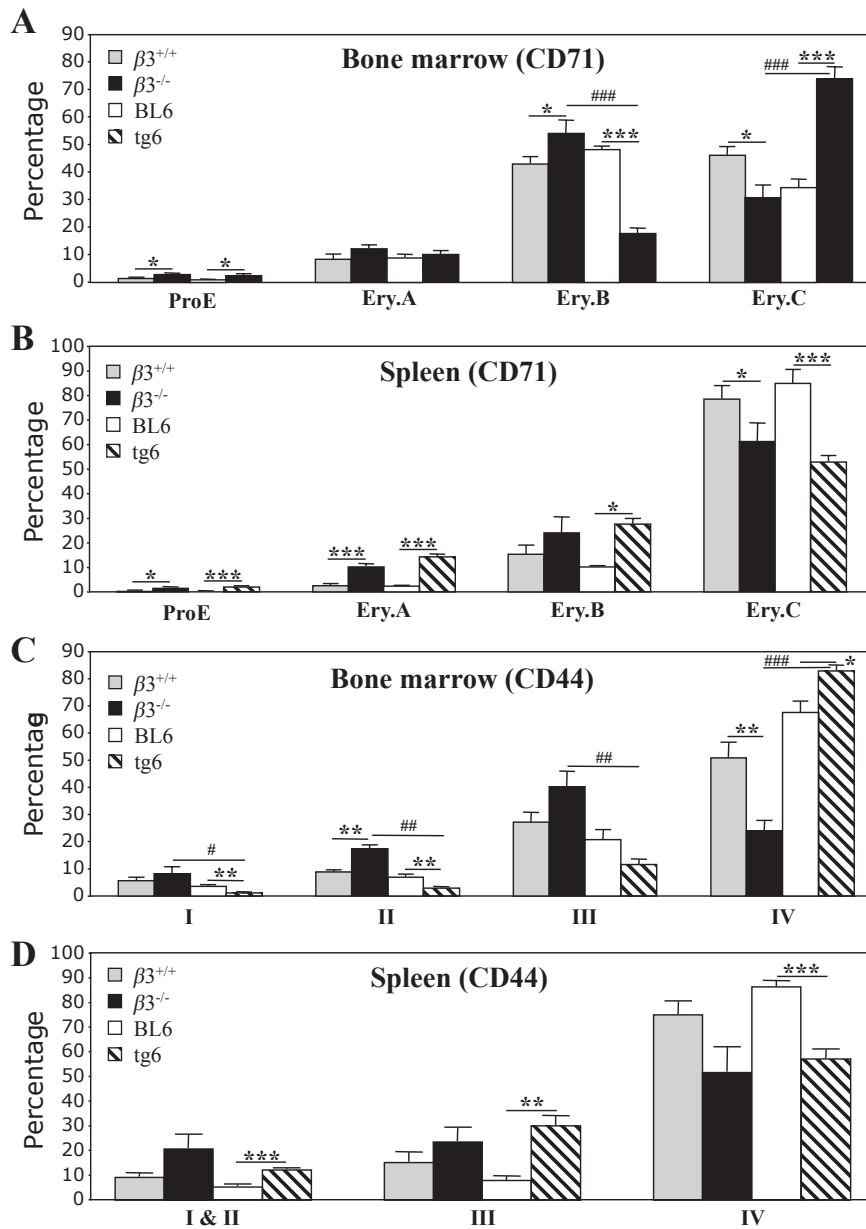 A
Bone marrow (CD71)
Percentage
90
80
70
60
50
40
30
20
10
0
β3+/+
β3-/-
BL6
tg6
* * * ### *** * ### ***
ProE Ery.A Ery.B Ery.C
B
Spleen (CD71)
Percentage
100
90
80
70
60
50
40
30
20
10
0
β3+/+
β3-/-
BL6
tg6
* *** *** *** * * ***
ProE Ery.A Ery.B Ery.C
C
Bone marrow (CD44)
Percentag
90
80
70
60
50
40
30
20
10
0
β3+/+
β3-/-
BL6
tg6
# ** ** ## ** ## ** ### *
I II III IV
D
Spleen (CD44)
Percentage
100
90
80
70
60
50
40
30
20
10
0
β3+/+
β3-/-
BL6
tg6
*** ** ***
I & II III IV